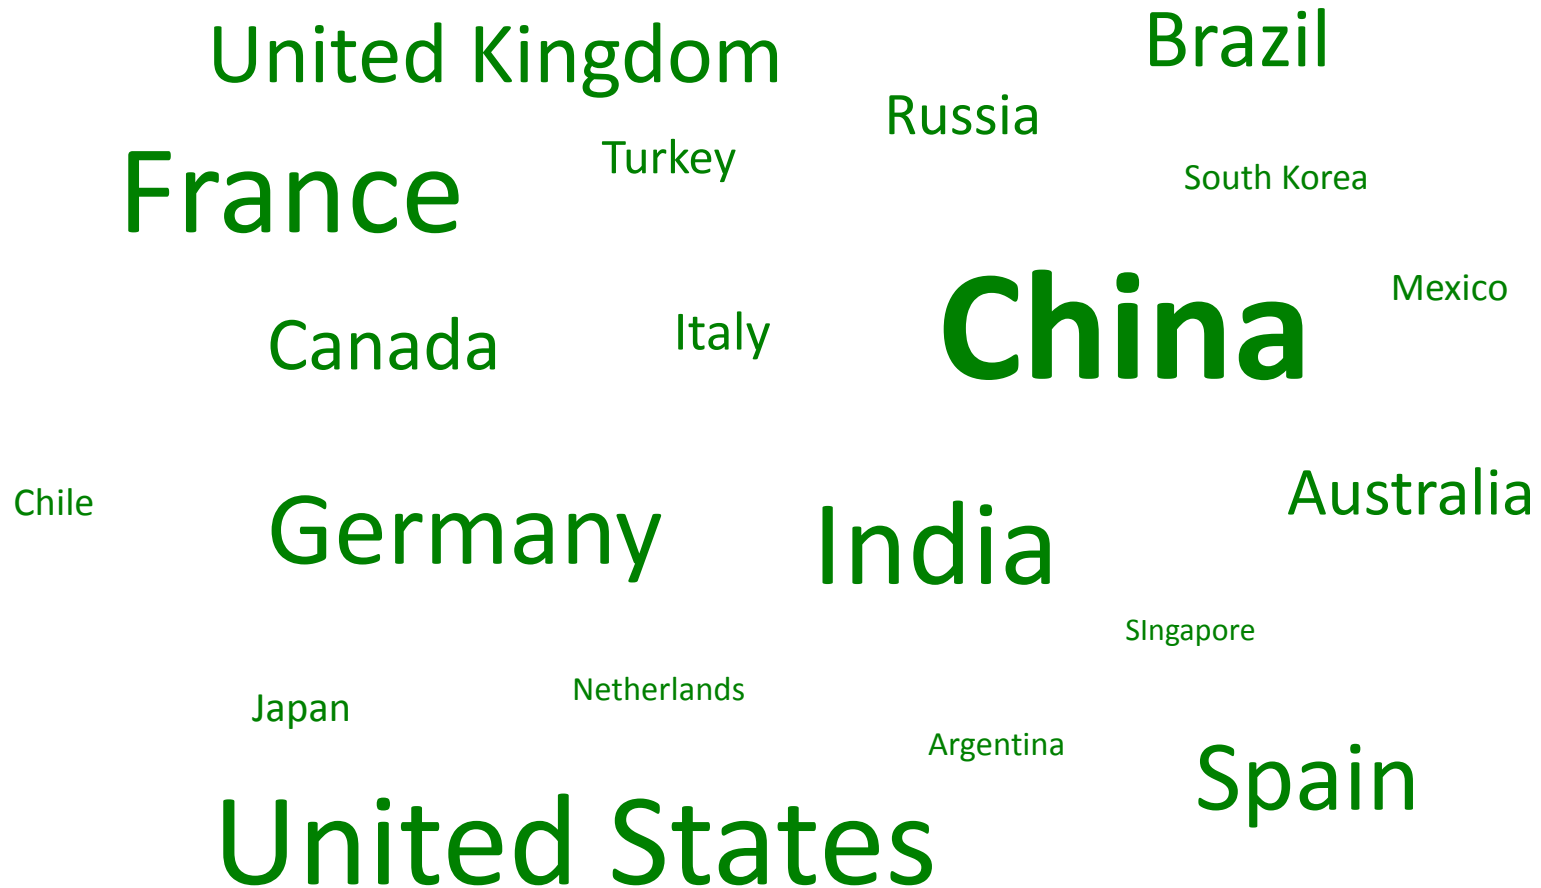 United Kingdom
Brazil
Russia
Turkey
France
South Korea
China
Mexico
Canada
Italy
Chile
Germany
India
Australia
SIngapore
Japan
Netherlands
Argentina
Spain
United States